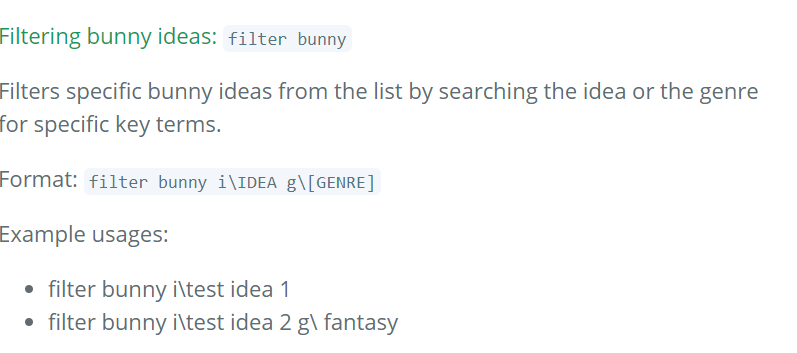 Filtering bunny ideas: filter bunny
Filters specific bunny ideas from the list by searching the idea or the genre
for specific key terms.
Format: filter bunny i\IDEA g\[GENRE]
Example usages:
• filter bunny i\test idea 1
• filter bunny i\test idea 2 g\ fantasy